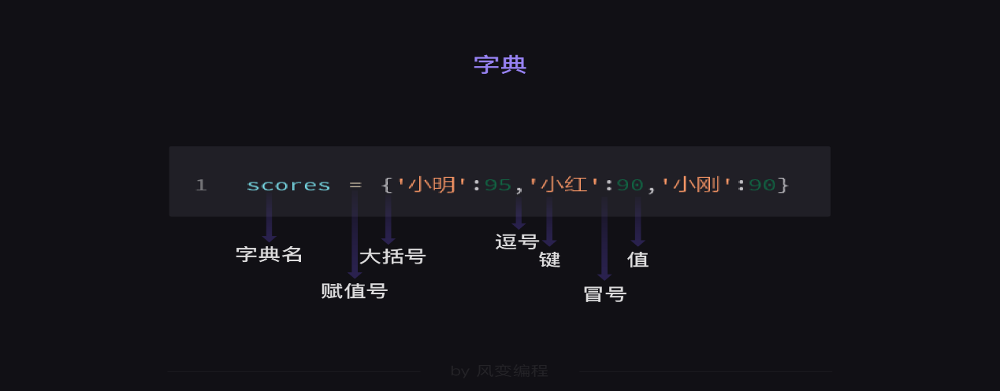 字典
1 scores = {'小明':95,'小红':90,'小刚':90}
逗号
字典名
大括号
键
值
赋值号
冒号
by 风变编程